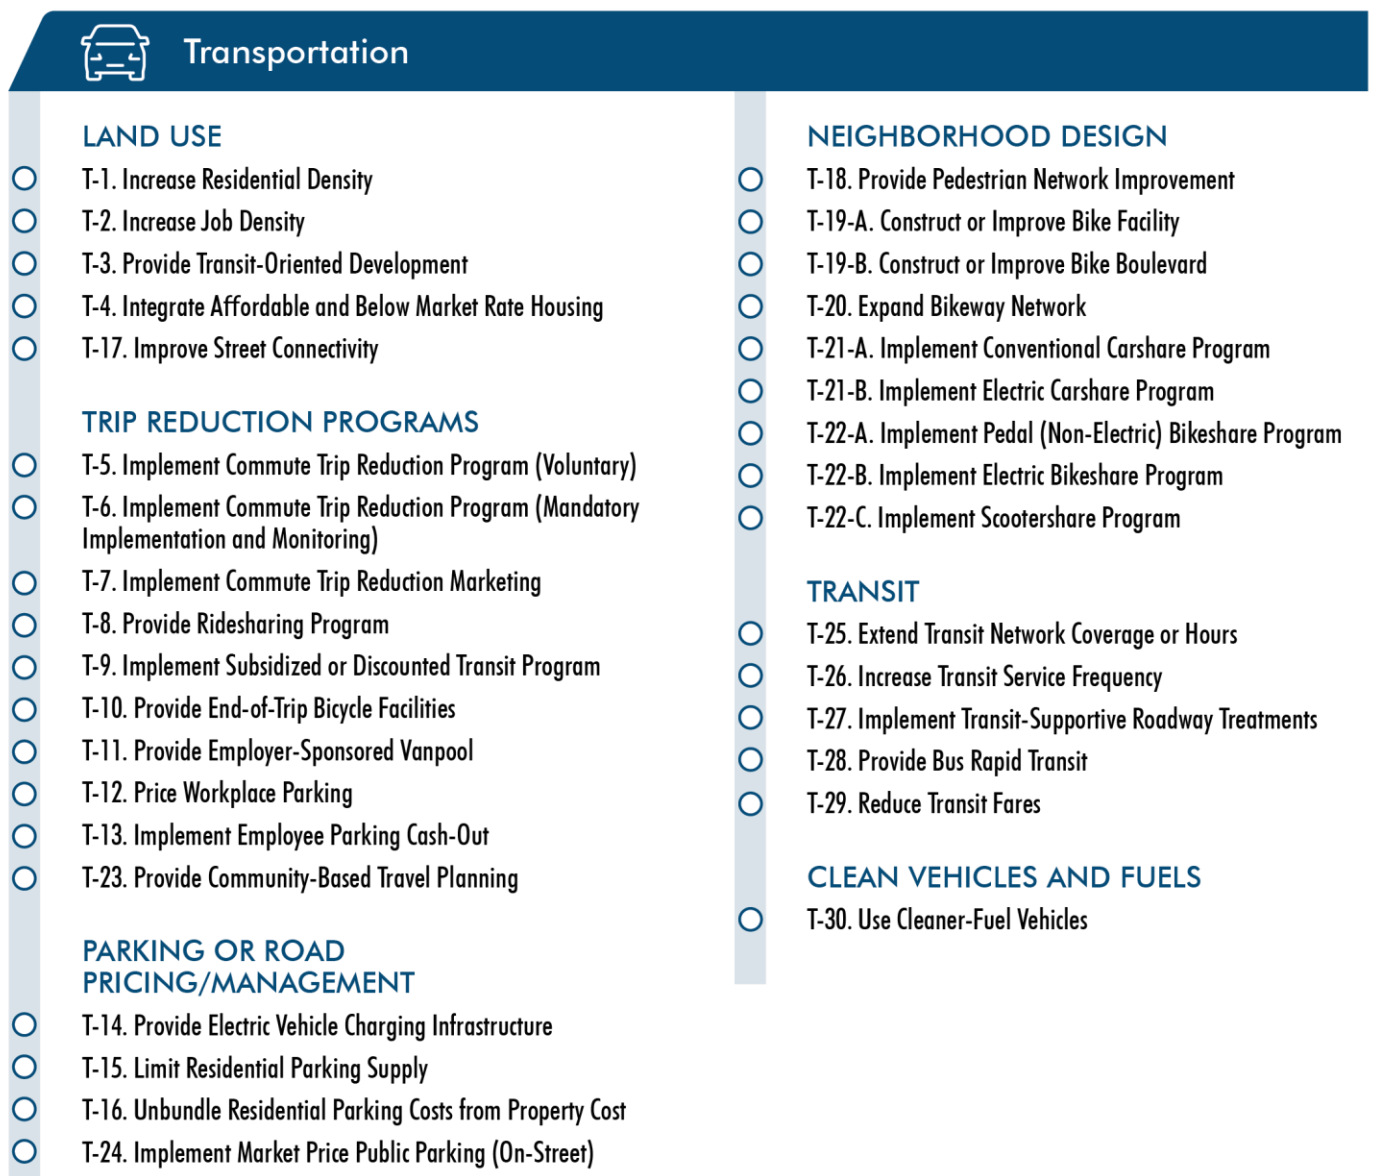 Transportation
LAND USE
T-1. Increase Residential Density
T-2. Increase Job Density
T-3. Provide Transit-Oriented Development
T-4. Integrate Affordable and Below Market Rate Housing
T-17. Improve Street Connectivity
TRIP REDUCTION PROGRAMS
T-5. Implement Commute Trip Reduction Program (Voluntary)
T-6. Implement Commute Trip Reduction Program (Mandatory
Implementation and Monitoring)
T-7. Implement Commute Trip Reduction Marketing
T-8. Provide Ridesharing Program
T-9. Implement Subsidized or Discounted Transit Program
T-10. Provide End-of-Trip Bicycle Facilities
T-11. Provide Employer-Sponsored Vanpool
T-12. Price Workplace Parking
T-13. Implement Employee Parking Cash-Out
T-23. Provide Community-Based Travel Planning
PARKING OR ROAD
PRICING/MANAGEMENT
T-14. Provide Electric Vehicle Charging Infrastructure
T-15. Limit Residential Parking Supply
T-16. Unbundle Residential Parking Costs from Property Cost
T-24. Implement Market Price Public Parking (On-Street)
NEIGHBORHOOD DESIGN
T-18. Provide Pedestrian Network Improvement
T-19-A. Construct or Improve Bike Facility
T-19-B. Construct or Improve Bike Boulevard
T-20. Expand Bikeway Network
T-21-A. Implement Conventional Carshare Program
T-21-B. Implement Electric Carshare Program
T-22-A. Implement Pedal (Non-Electric) Bikeshare Program
T-22-B. Implement Electric Bikeshare Program
T-22-C. Implement Scootershare Program
TRANSIT
T-25. Extend Transit Network Coverage or Hours
T-26. Increase Transit Service Frequency
T-27. Implement Transit-Supportive Roadway Treatments
T-28. Provide Bus Rapid Transit
T-29. Reduce Transit Fares
CLEAN VEHICLES AND FUELS
T-30. Use Cleaner-Fuel Vehicles